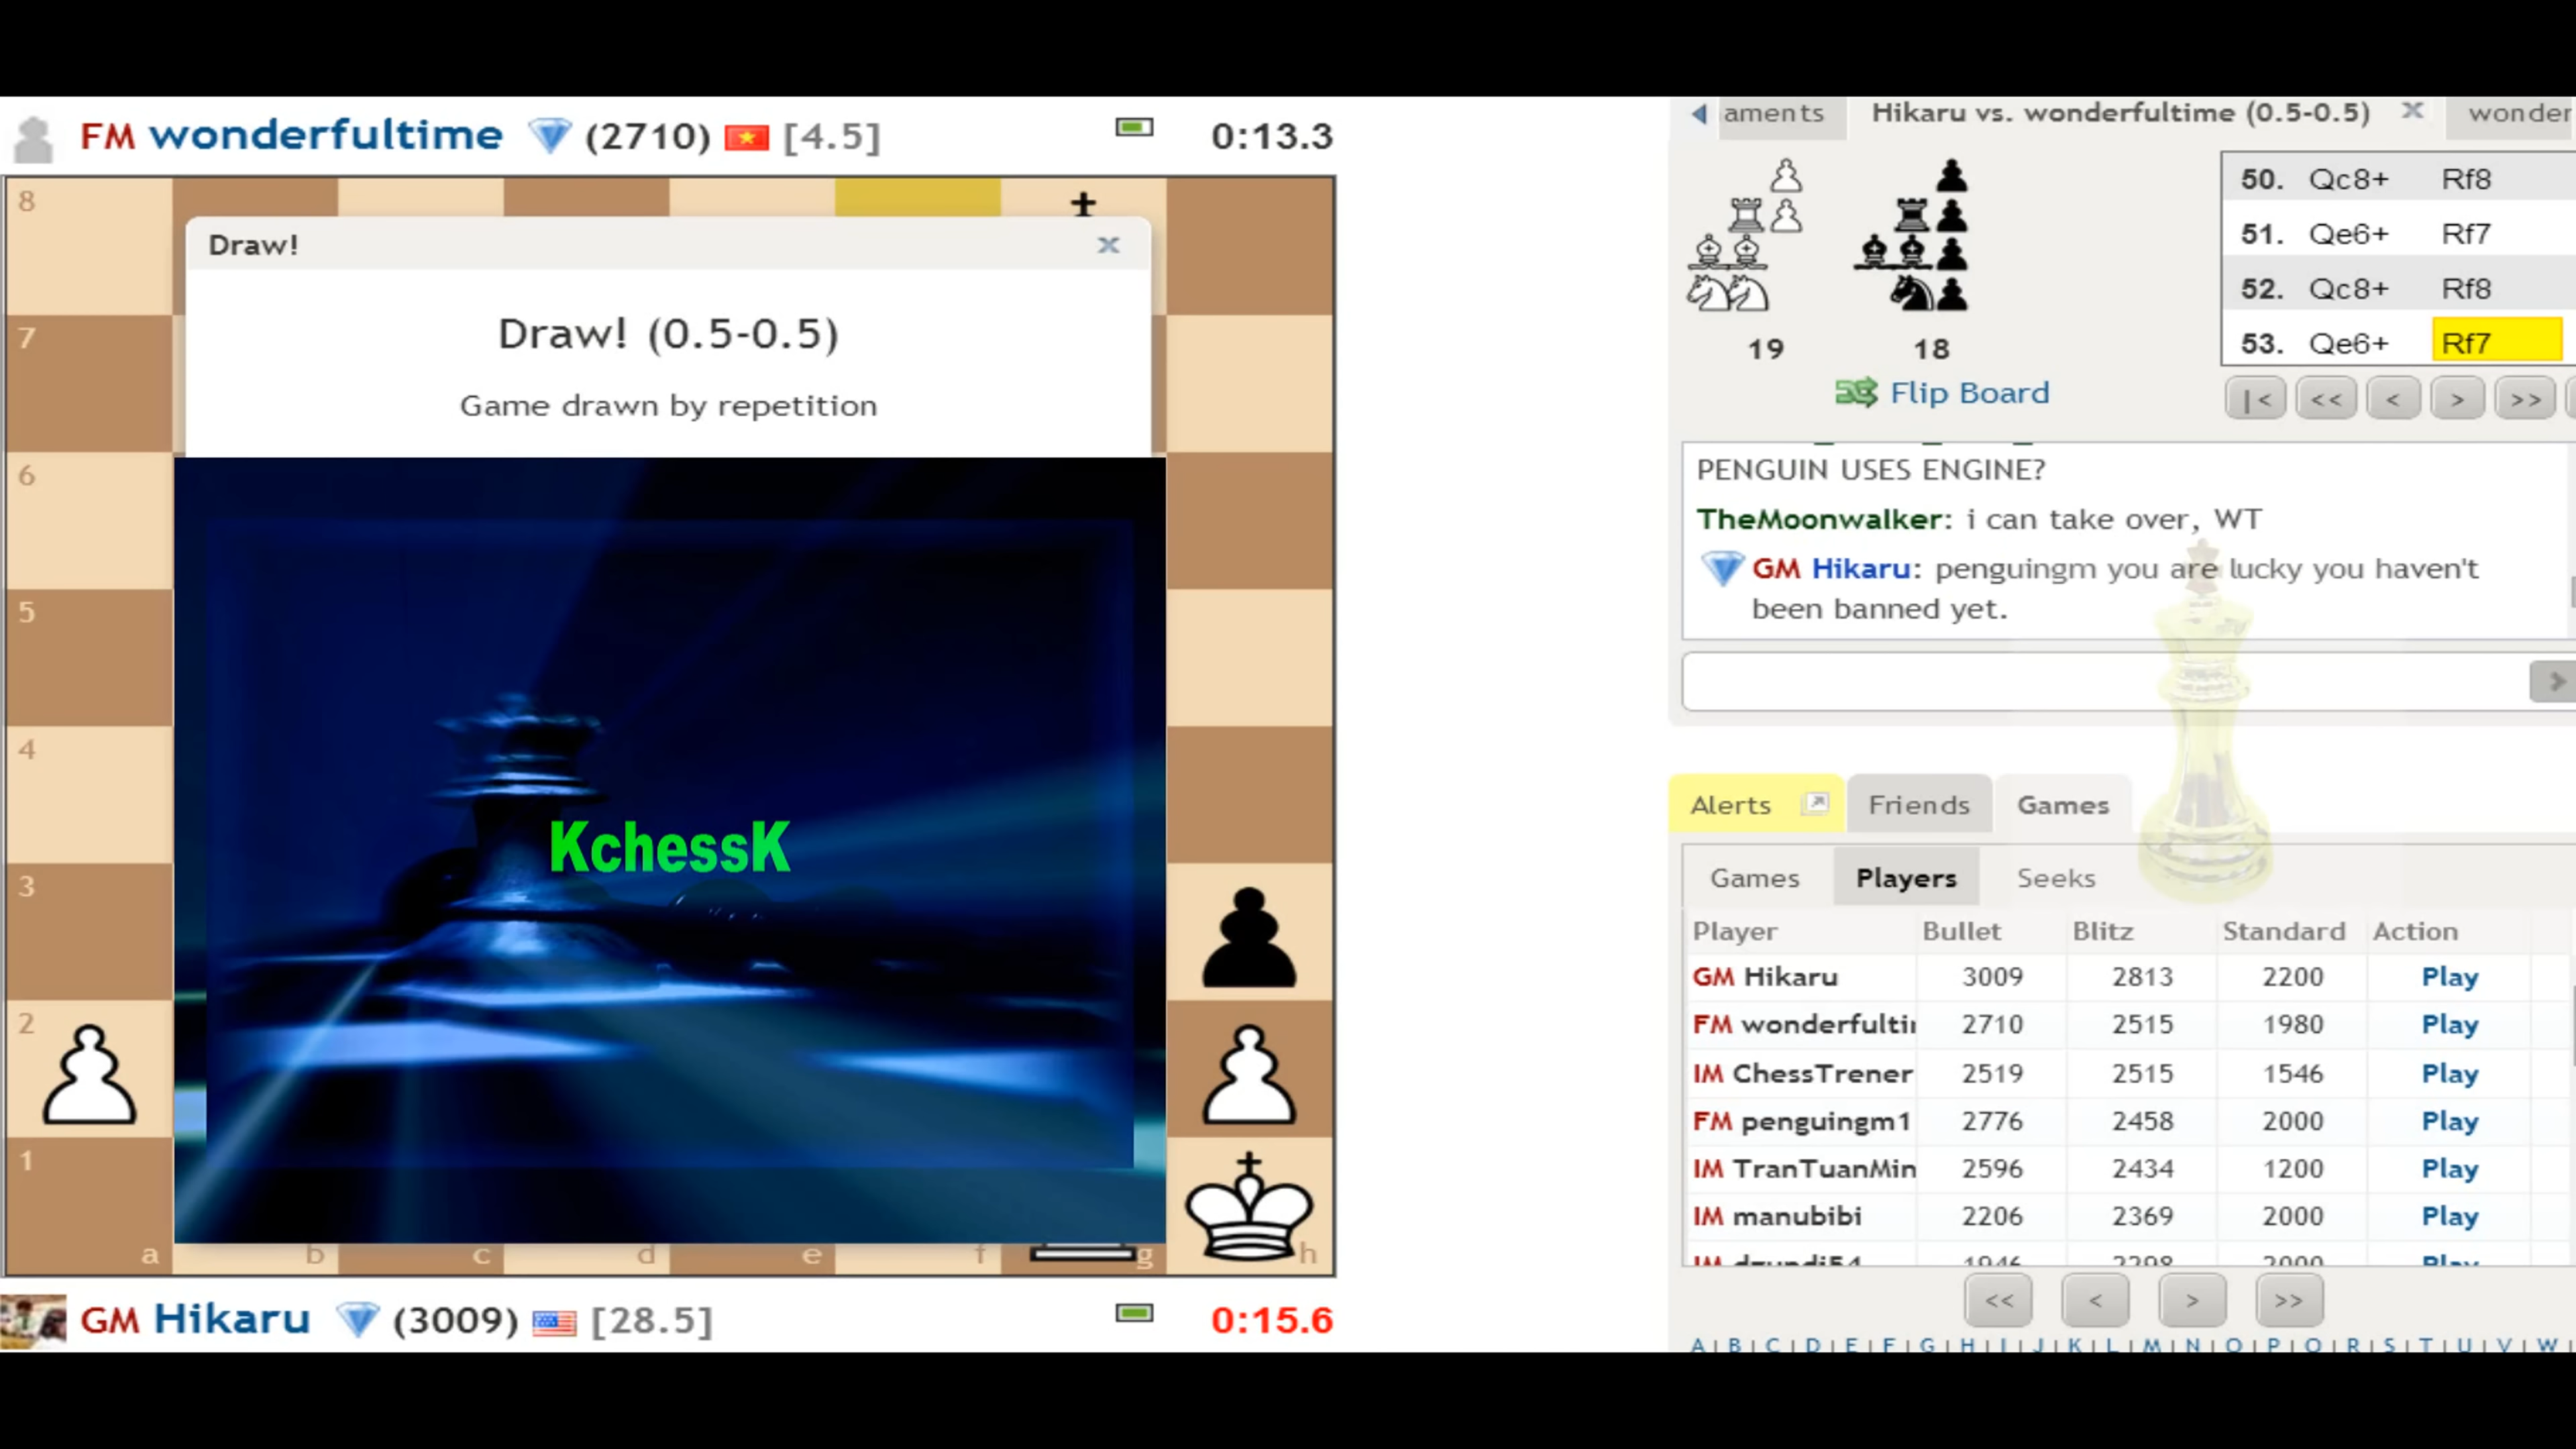 FM wonderfultime (2710) [4.5] 0:13.3
8
7
6
5
4
3
2
1
a b c d e f g h
Draw!
Draw! (0.5-0.5)
Game drawn by repetition
KchessK
GM Hikaru (3009) [28.5] 0:15.6
aments Hikaru vs. wonderfultime (0.5-0.5) wonder
19 18
Flip Board
50. Qc8+ Rf8
51. Qe6+ Rf7
52. Qc8+ Rf8
53. Qe6+ Rf7
|< << < > >>
PENGUIN USES ENGINE?
TheMoonwalker: i can take over, WT
GM Hikaru: penguingm you are lucky you haven't
been banned yet.
Alerts Friends Games
Games Players Seeks
Player Bullet Blitz Standard Action
GM Hikaru 3009 2813 2200 Play
FM wonderfulti 2710 2515 1980 Play
IM ChessTrener 2519 2515 1546 Play
FM penguingm1 2776 2458 2000 Play
IM TranTuanMin 2596 2434 1200 Play
IM manubibi 2206 2369 2000 Play
<< < > >>
A | B | C | D | E | F | G | H | I | J | K | L | M | N | O | P | Q | R | S | T | U | V | W